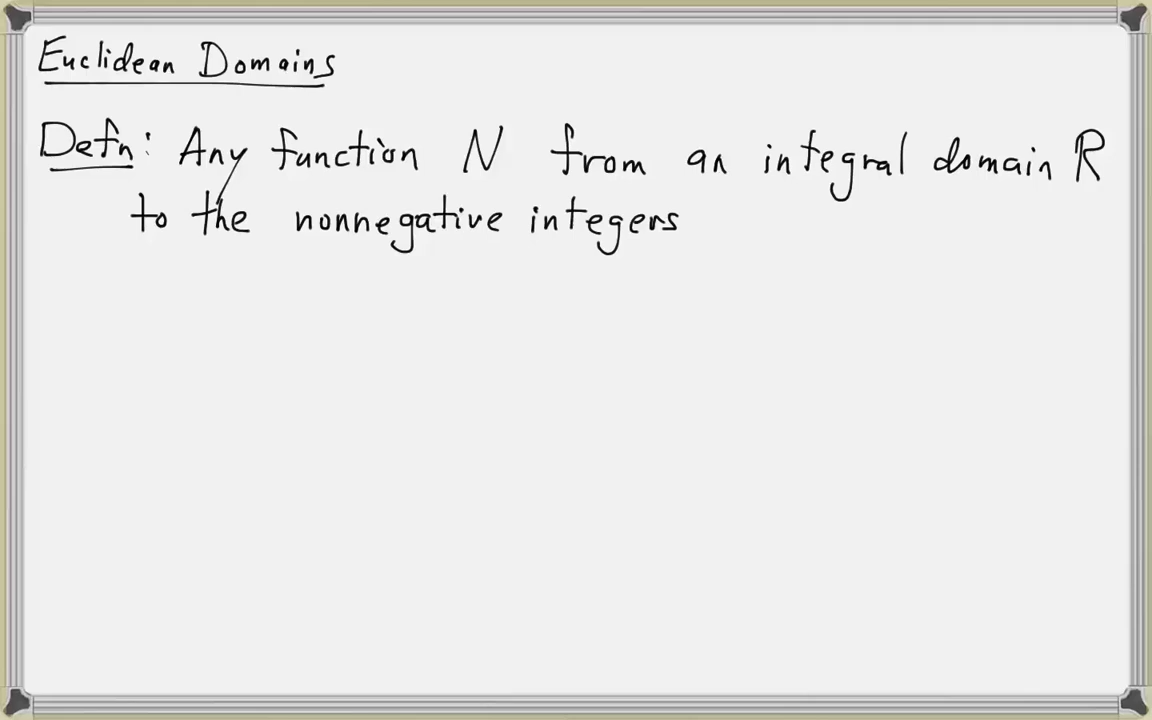 Euclidean Domains
Defn: Any function N from an integral domain R
to the nonnegative integers